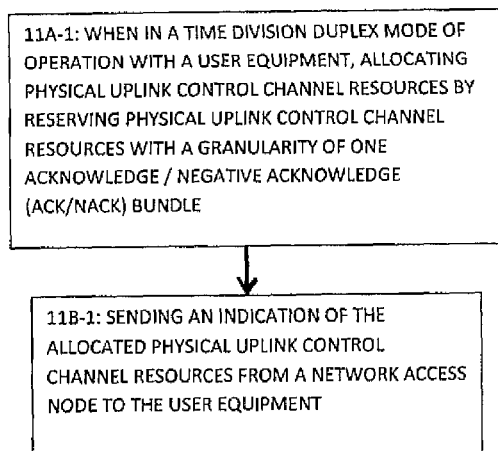 11A-1: WHEN IN A TIME DIVISION DUPLEX MODE OF
OPERATION WITH A USER EQUIPMENT, ALLOCATING
PHYSICAL UPLINK CONTROL CHANNEL RESOURCES BY
RESERVING PHYSICAL UPLINK CONTROL CHANNEL
RESOURCES WITH A GRANULARITY OF ONE
ACKNOWLEDGE / NEGATIVE ACKNOWLEDGE
(ACK/NACK) BUNDLE
11B-1: SENDING AN INDICATION OF THE
ALLOCATED PHYSICAL UPLINK CONTROL
CHANNEL RESOURCES FROM A NETWORK ACCESS
NODE TO THE USER EQUIPMENT